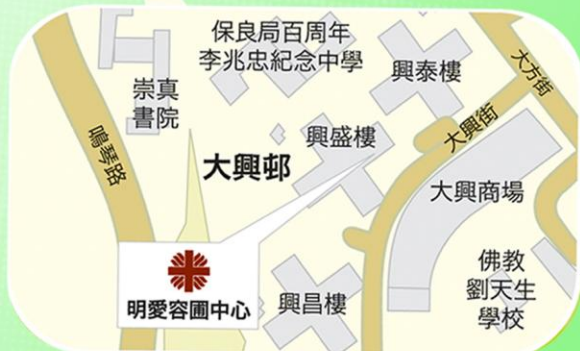 保良局百周年
李兆忠紀念中學
崇真
書院
興泰樓
大方街
鳴琴路
興盛樓
大興街
大興邨
大興商場
明愛容圃中心
興昌樓
佛教
劉天生
學校